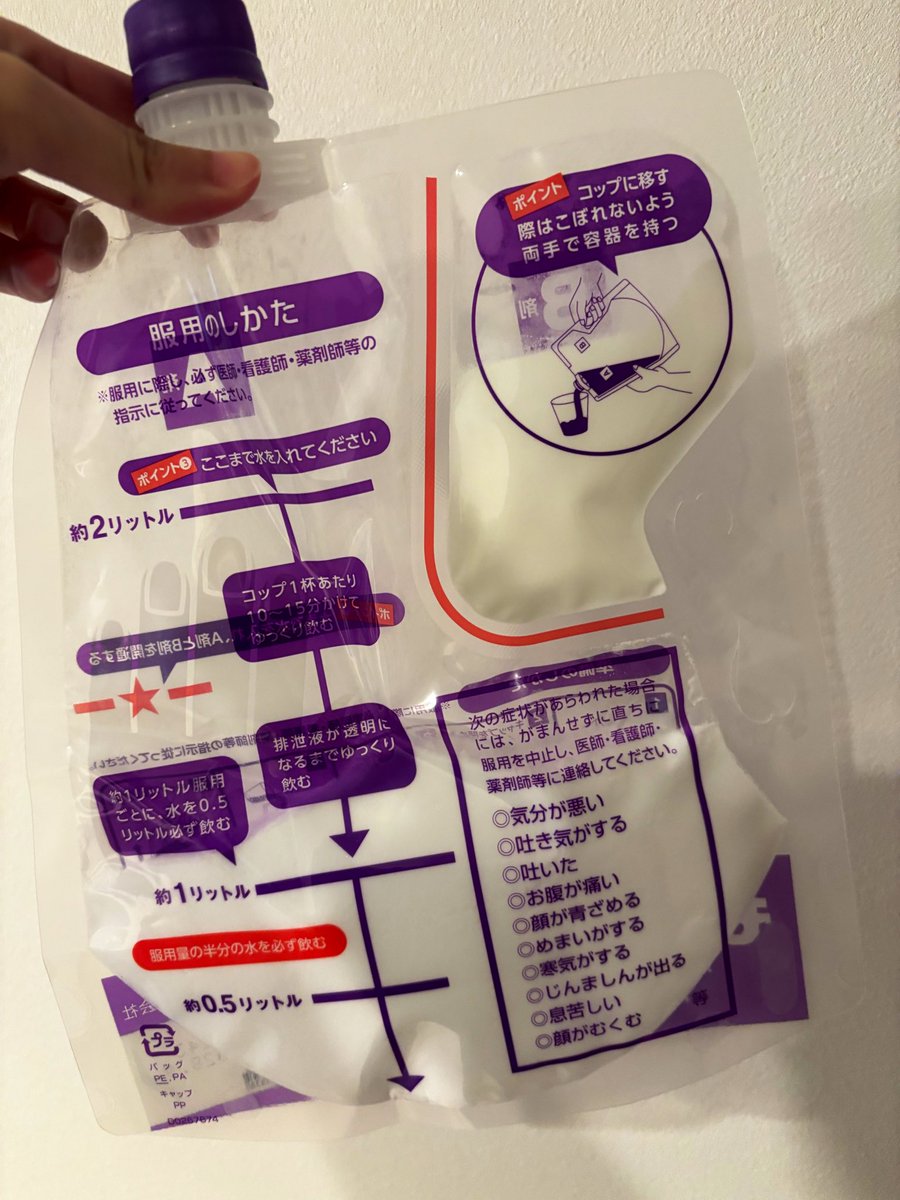 ポイント コップに移す
際はこぼれないよう
両手で容器を持つ
B
剤
服用のしかた
※服用に際し、必ず医師・看護師・薬剤師等の
指示に従ってください。
ポイント③ ここまで水を入れてください
約2リットル
コップ1杯あたり
10〜15分かけて
ゆっくり飲む
A剤とB剤を開通する
排泄液が透明に
なるまでゆっくり
飲む
約1リットル服用
ごとに、水を0.5
リットル必ず飲む
約1リットル
服用量の半分の水を必ず飲む
約0.5リットル
次の症状があらわれた場合
には、がまんせずに直ちに
服用を中止し、医師・看護師・
薬剤師等に連絡してください。
◎気分が悪い
◎吐き気がする
◎吐いた
◎お腹が痛い
◎顔が青ざめる
◎めまいがする
◎寒気がする
◎じんましんが出る
◎息苦しい
◎顔がむくむ
等
プラ
バッグ
PE,PA
キャップ
PP